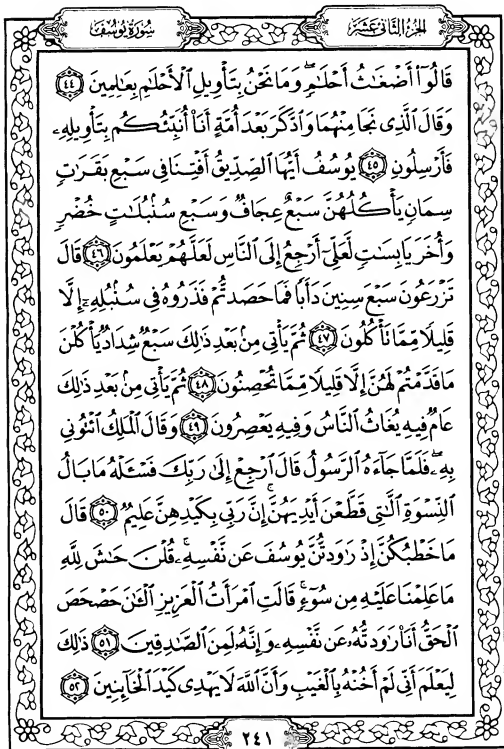 الجزء الثاني عشر
سورة يوسف
قَالُوٓا۟ أَضْغَٰثُ أَحْلَٰمٍۢ ۖ وَمَا نَحْنُ بِتَأْوِيلِ ٱلْأَحْلَٰمِ بِعَٰلِمِينَ ٤٤
وَقَالَ ٱلَّذِى نَجَا مِنْهُمَا وَٱدَّكَرَ بَعْدَ أُمَّةٍ أَنَا۠ أُنَبِّئُكُم بِتَأْوِيلِهِۦ
فَأَرْسِلُونِ ٤٥ يُوسُفُ أَيُّهَا ٱلصِّدِّيقُ أَفْتِنَا فِى سَبْعِ بَقَرَٰتٍۢ
سِمَانٍۢ يَأْكُلُهُنَّ سَبْعٌ عِجَافٌۭ وَسَبْعِ سُنۢبُلَٰتٍ خُضْرٍۢ
وَأُخَرَ يَابِسَٰتٍۢ لَّعَلِّىٓ أَرْجِعُ إِلَى ٱلنَّاسِ لَعَلَّهُمْ يَعْلَمُونَ ٤٦ قَالَ
تَزْرَعُونَ سَبْعَ سِنِينَ دَأَبًۭا فَمَا حَصَدتُّمْ فَذَرُوهُ فِى سُنۢبُلِهِۦٓ إِلَّا
قَلِيلًۭا مِّمَّا تَأْكُلُونَ ٤٧ ثُمَّ يَأْتِى مِنۢ بَعْدِ ذَٰلِكَ سَبْعٌۭ شِدَادٌۭ يَأْكُلْنَ
مَا قَدَّمْتُمْ لَهُنَّ إِلَّا قَلِيلًۭا مِّمَّا تُحْصِنُونَ ٤٨ ثُمَّ يَأْتِى مِنۢ بَعْدِ ذَٰلِكَ
عَامٌۭ فِيهِ يُغَاثُ ٱلنَّاسُ وَفِيهِ يَعْصِرُونَ ٤٩ وَقَالَ ٱلْمَلِكُ ٱئْتُونِى
بِهِۦ ۖ فَلَمَّا جَآءَهُ ٱلرَّسُولُ قَالَ ٱرْجِعْ إِلَىٰ رَبِّكَ فَسْـَٔلْهُ مَا بَالُ
ٱلنِّسْوَةِ ٱلَّٰتِى قَطَّعْنَ أَيْدِيَهُنَّ ۚ إِنَّ رَبِّى بِكَيْدِهِنَّ عَلِيمٌۭ ٥٠ قَالَ
مَا خَطْبُكُنَّ إِذْ رَٰوَدتُّنَّ يُوسُفَ عَن نَّفْسِهِۦ ۚ قُلْنَ حَٰشَ لِلَّهِ
مَا عَلِمْنَا عَلَيْهِ مِن سُوٓءٍۢ ۚ قَالَتِ ٱمْرَأَتُ ٱلْعَزِيزِ ٱلْـَٰٔنَ حَصْحَصَ
ٱلْحَقُّ أَنَا۠ رَٰوَدتُّهُۥ عَن نَّفْسِهِۦ وَإِنَّهُۥ لَمِنَ ٱلصَّٰدِقِينَ ٥١ ذَٰلِكَ
لِيَعْلَمَ أَنِّى لَمْ أَخُنْهُ بِٱلْغَيْبِ وَأَنَّ ٱللَّهَ لَا يَهْدِى كَيْدَ ٱلْخَآئِنِينَ ٥٢
٢٤١